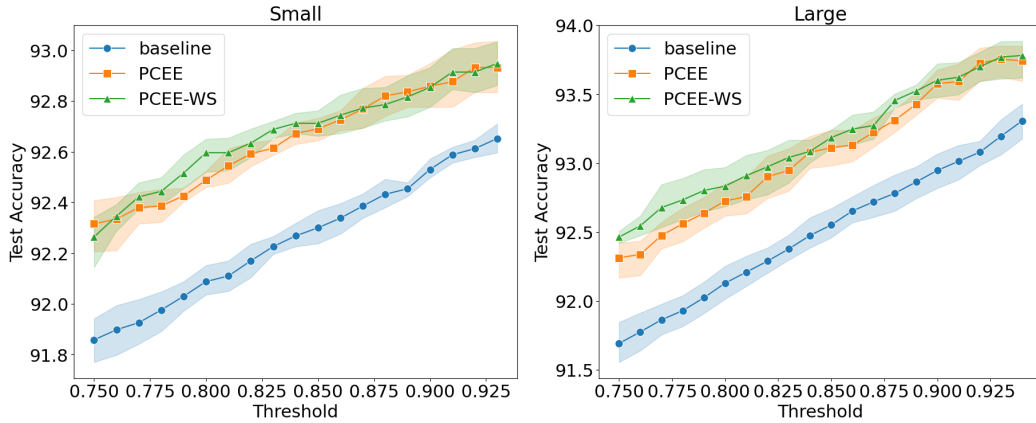 Small
93.0
92.8
92.6
92.4
92.2
92.0
91.8
Test Accuracy
baseline
PCEE
PCEE-WS
0.750 0.775 0.800 0.825 0.850 0.875 0.900 0.925
Threshold
Large
94.0
93.5
93.0
92.5
92.0
91.5
Test Accuracy
baseline
PCEE
PCEE-WS
0.750 0.775 0.800 0.825 0.850 0.875 0.900 0.925
Threshold